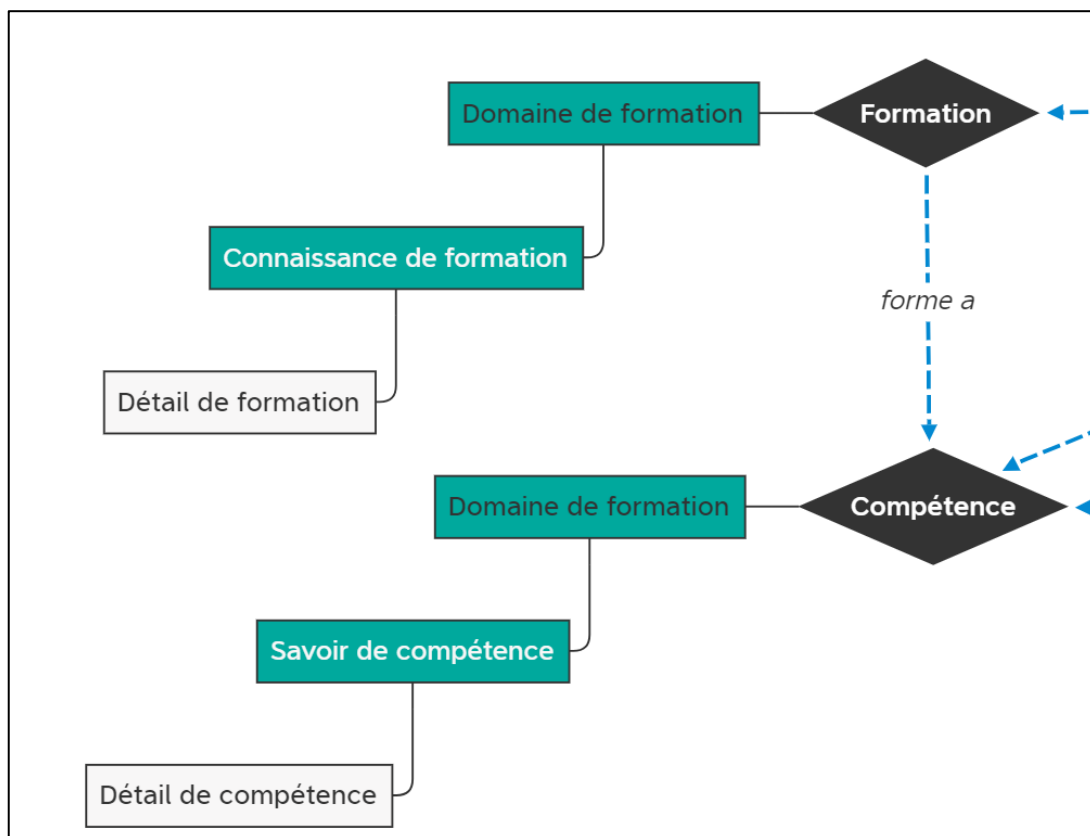 Domaine de formation
Formation
Connaissance de formation
forme a
Détail de formation
Domaine de formation
Compétence
Savoir de compétence
Détail de compétence